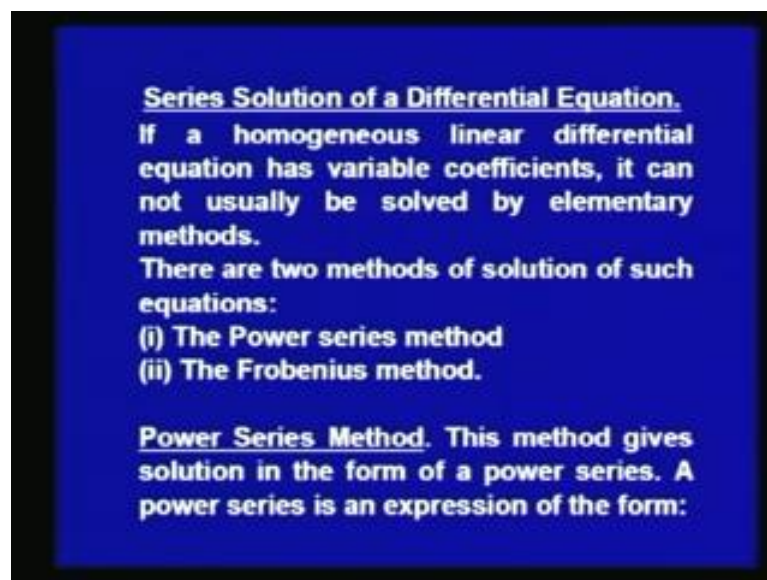 Series Solution of a Differential Equation.
If a homogeneous linear differential
equation has variable coefficients, it can
not usually be solved by elementary
methods.
There are two methods of solution of such
equations:
(i) The Power series method
(ii) The Frobenius method.
Power Series Method. This method gives
solution in the form of a power series. A
power series is an expression of the form: